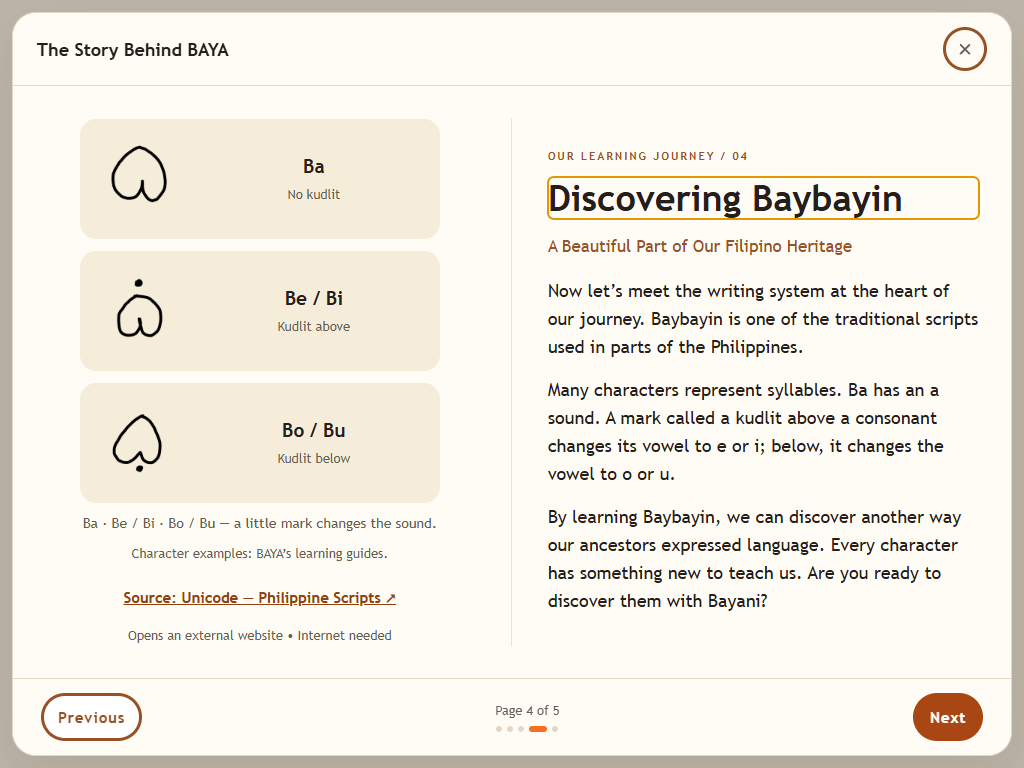 The Story Behind BAYA
Ba
No kudlit
Be / Bi
Kudlit above
Bo / Bu
Kudlit below
Ba · Be / Bi · Bo / Bu — a little mark changes the sound.
Character examples: BAYA’s learning guides.
Source: Unicode — Philippine Scripts ↗
Opens an external website • Internet needed
OUR LEARNING JOURNEY / 04
Discovering Baybayin
A Beautiful Part of Our Filipino Heritage
Now let’s meet the writing system at the heart of
our journey. Baybayin is one of the traditional scripts
used in parts of the Philippines.
Many characters represent syllables. Ba has an a
sound. A mark called a kudlit above a consonant
changes its vowel to e or i; below, it changes the
vowel to o or u.
By learning Baybayin, we can discover another way
our ancestors expressed language. Every character
has something new to teach us. Are you ready to
discover them with Bayani?
Previous
Page 4 of 5
Next